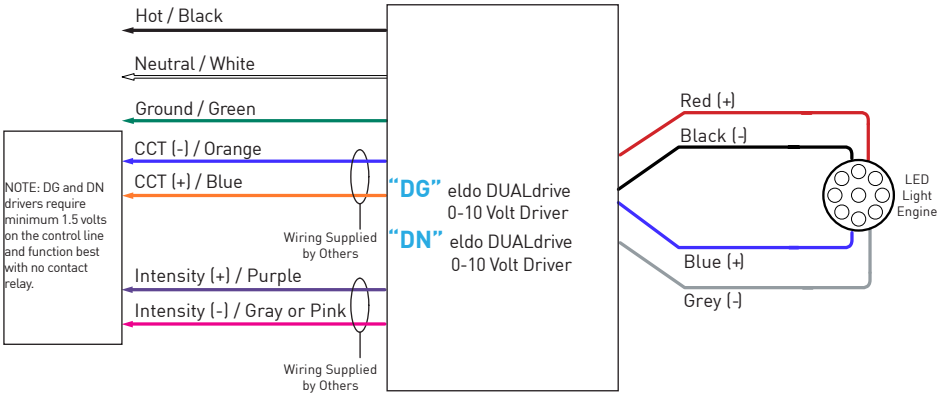 Hot / Black
Neutral / White
Ground / Green
CCT (-) / Orange
CCT (+) / Blue
NOTE: DG and DN
drivers require
minimum 1.5 volts
on the control line
and function best
with no contact
relay.
Wiring Supplied
by Others
Intensity (+) / Purple
Intensity (-) / Gray or Pink
Wiring Supplied
by Others
“DG” eldo DUALdrive
0-10 Volt Driver
“DN” eldo DUALdrive
0-10 Volt Driver
Red (+)
Black (-)
Blue (+)
Grey (-)
LED
Light
Engine